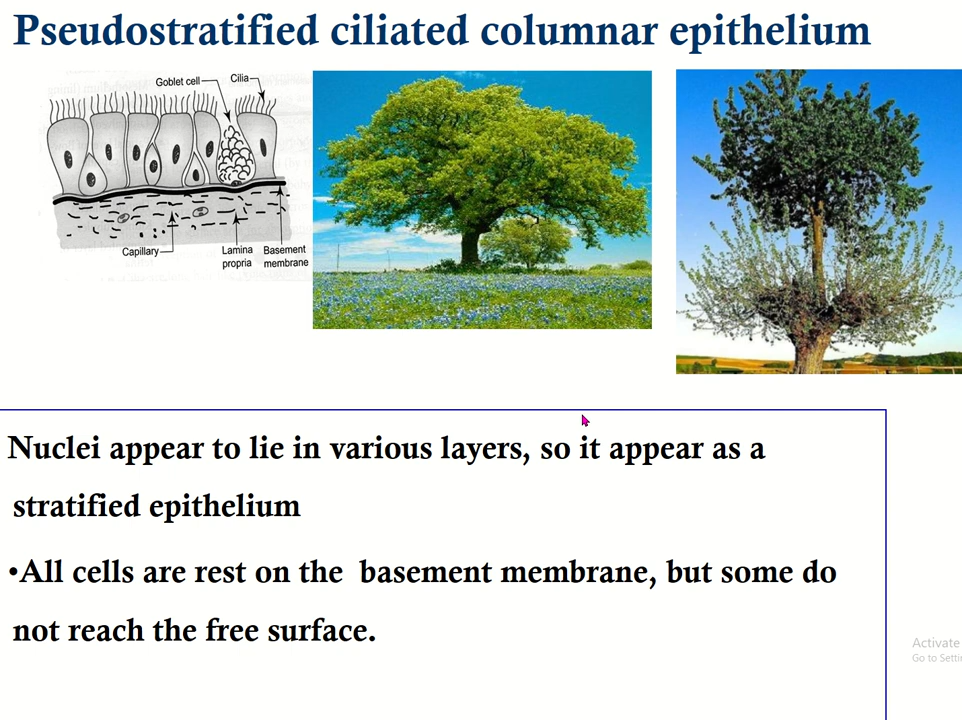 Pseudostratified ciliated columnar epithelium
Goblet cell
Cilia
Capillary
Lamina
propria
Basement
membrane
Nuclei appear to lie in various layers, so it appear as a
stratified epithelium
•All cells are rest on the basement membrane, but some do
not reach the free surface.
Activate
Go to Setti